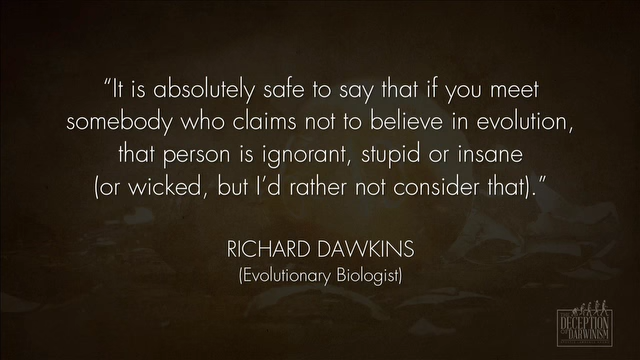 “It is absolutely safe to say that if you meet
somebody who claims not to believe in evolution,
that person is ignorant, stupid or insane
(or wicked, but I’d rather not consider that).”
RICHARD DAWKINS
(Evolutionary Biologist)
DECEPTION
DARWINISM